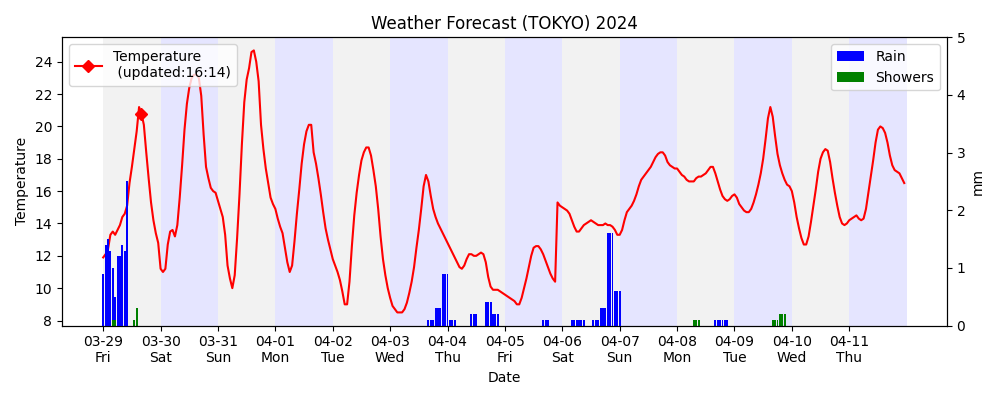 Weather Forecast (TOKYO) 2024
Temperature
(updated:16:14)
Rain
Showers
Temperature
24
22
20
18
16
14
12
10
8
5
4
3
2
1
0
mm
03-29 03-30 03-31 04-01 04-02 04-03 04-04 04-05 04-06 04-07 04-08 04-09 04-10 04-11
Fri Sat Sun Mon Tue Wed Thu Fri Sat Sun Mon Tue Wed Thu
Date